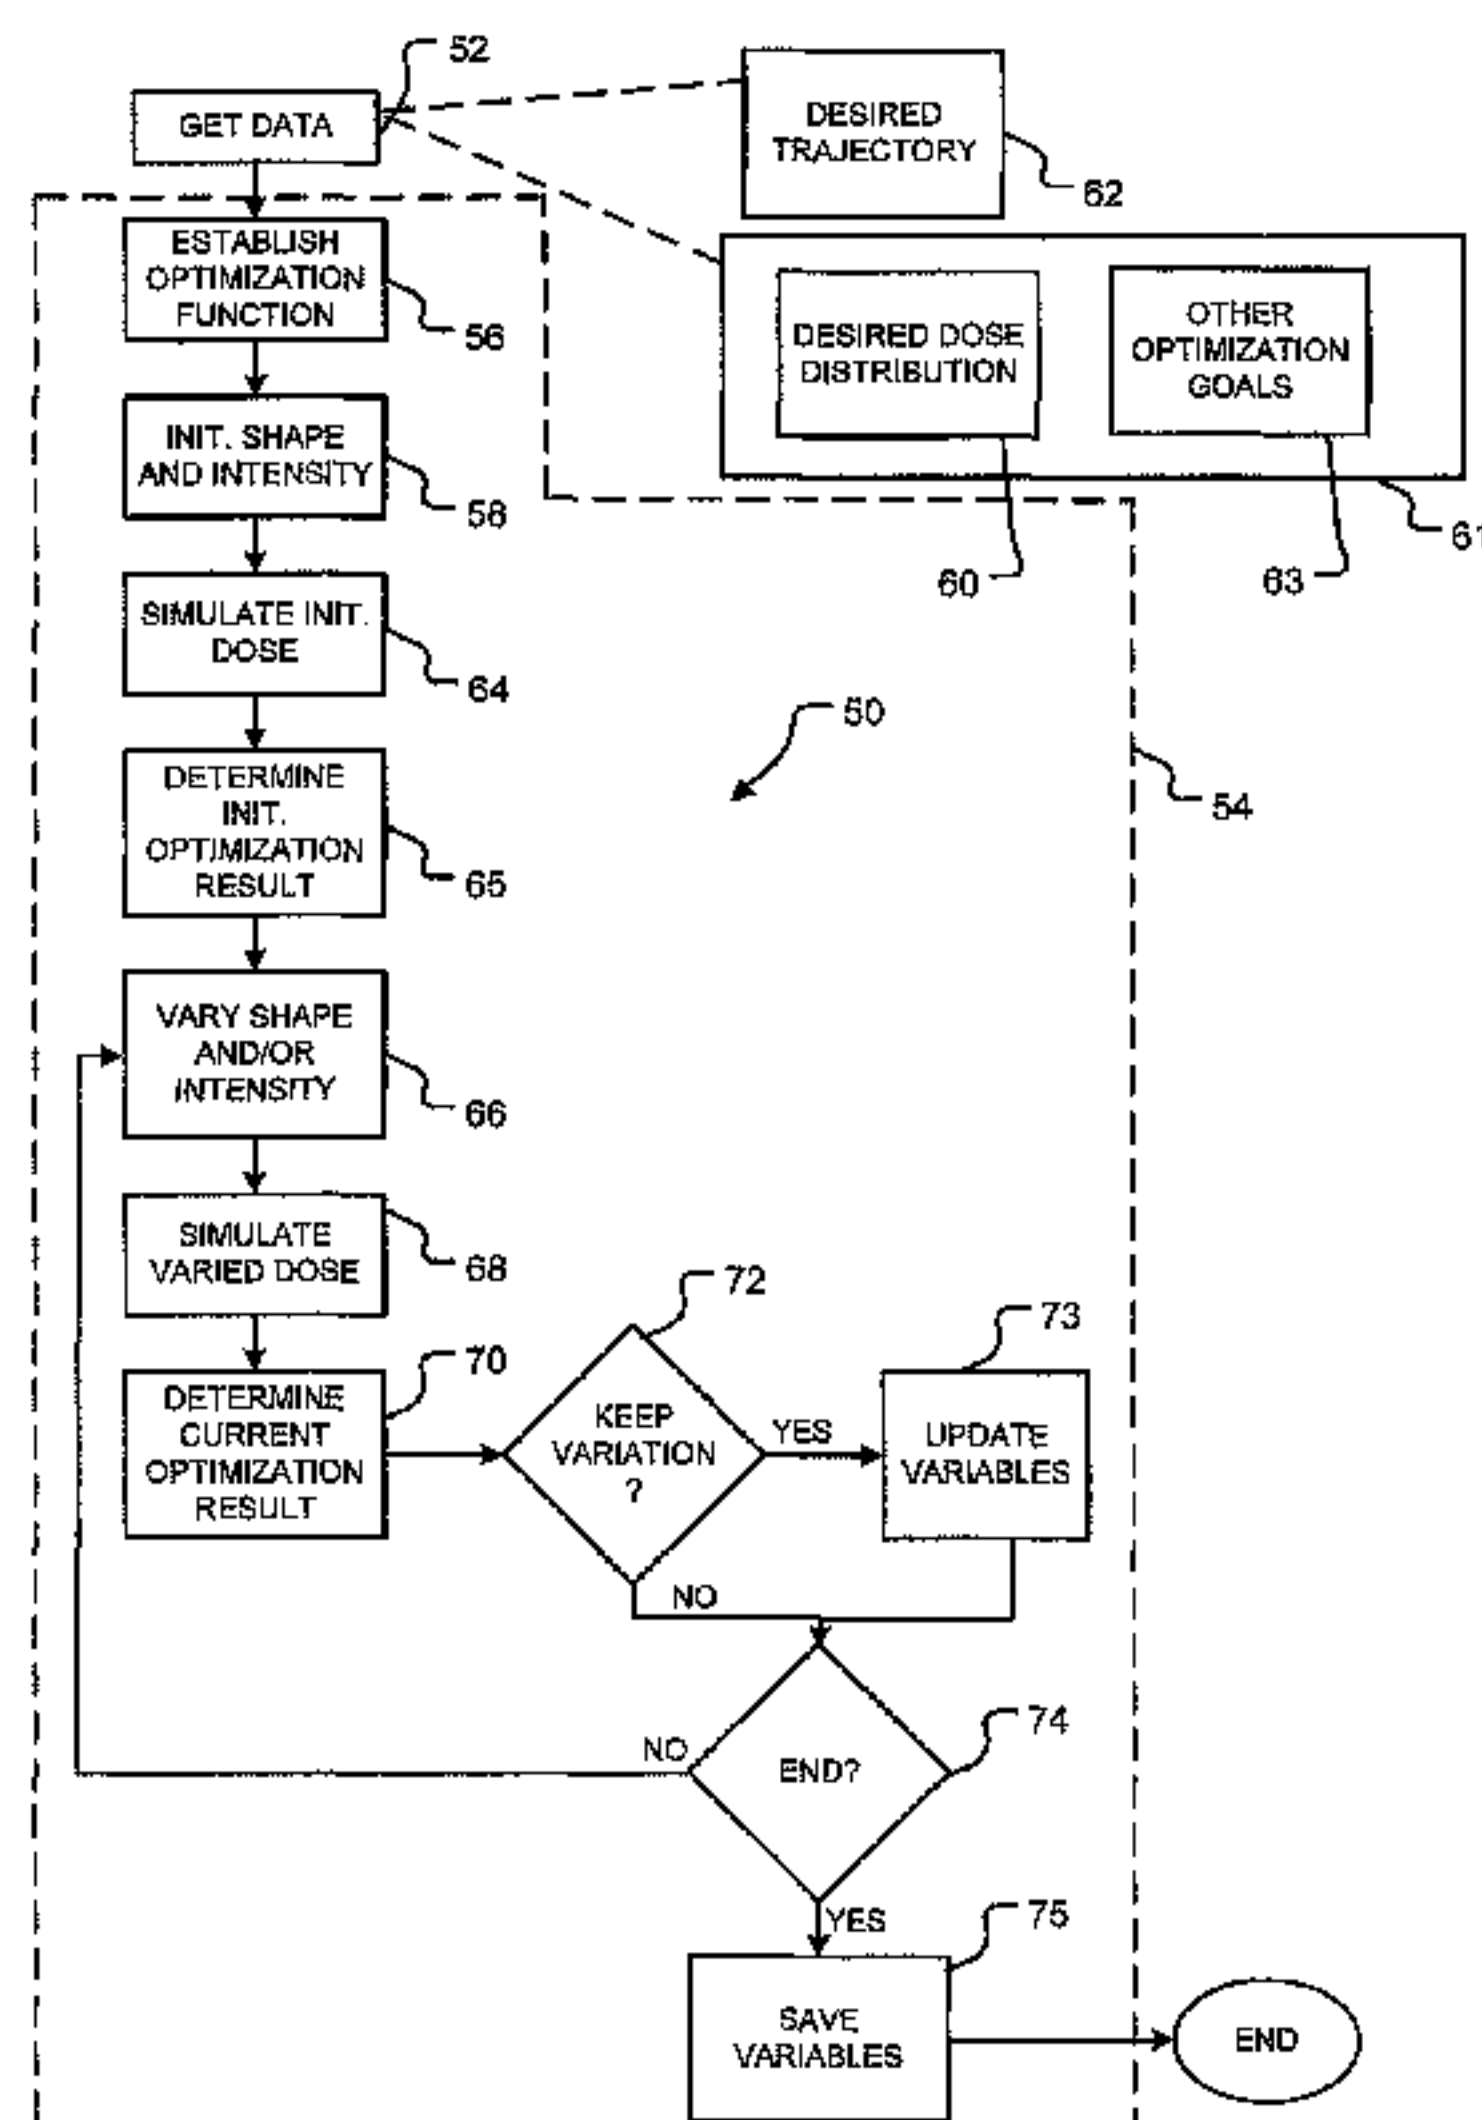 52
GET DATA
DESIRED
TRAJECTORY
62
ESTABLISH
OPTIMIZATION
FUNCTION
56
DESIRED DOSE
DISTRIBUTION
OTHER
OPTIMIZATION
GOALS
INIT. SHAPE
AND INTENSITY
58
61
60
63
SIMULATE INIT.
DOSE
64
50
DETERMINE
INIT.
OPTIMIZATION
RESULT
65
54
VARY SHAPE
AND/OR
INTENSITY
66
SIMULATE
VARIED DOSE
68
72
73
70
DETERMINE
CURRENT
OPTIMIZATION
RESULT
KEEP
VARIATION
?
YES
UPDATE
VARIABLES
NO
74
NO
END?
YES
75
SAVE
VARIABLES
END